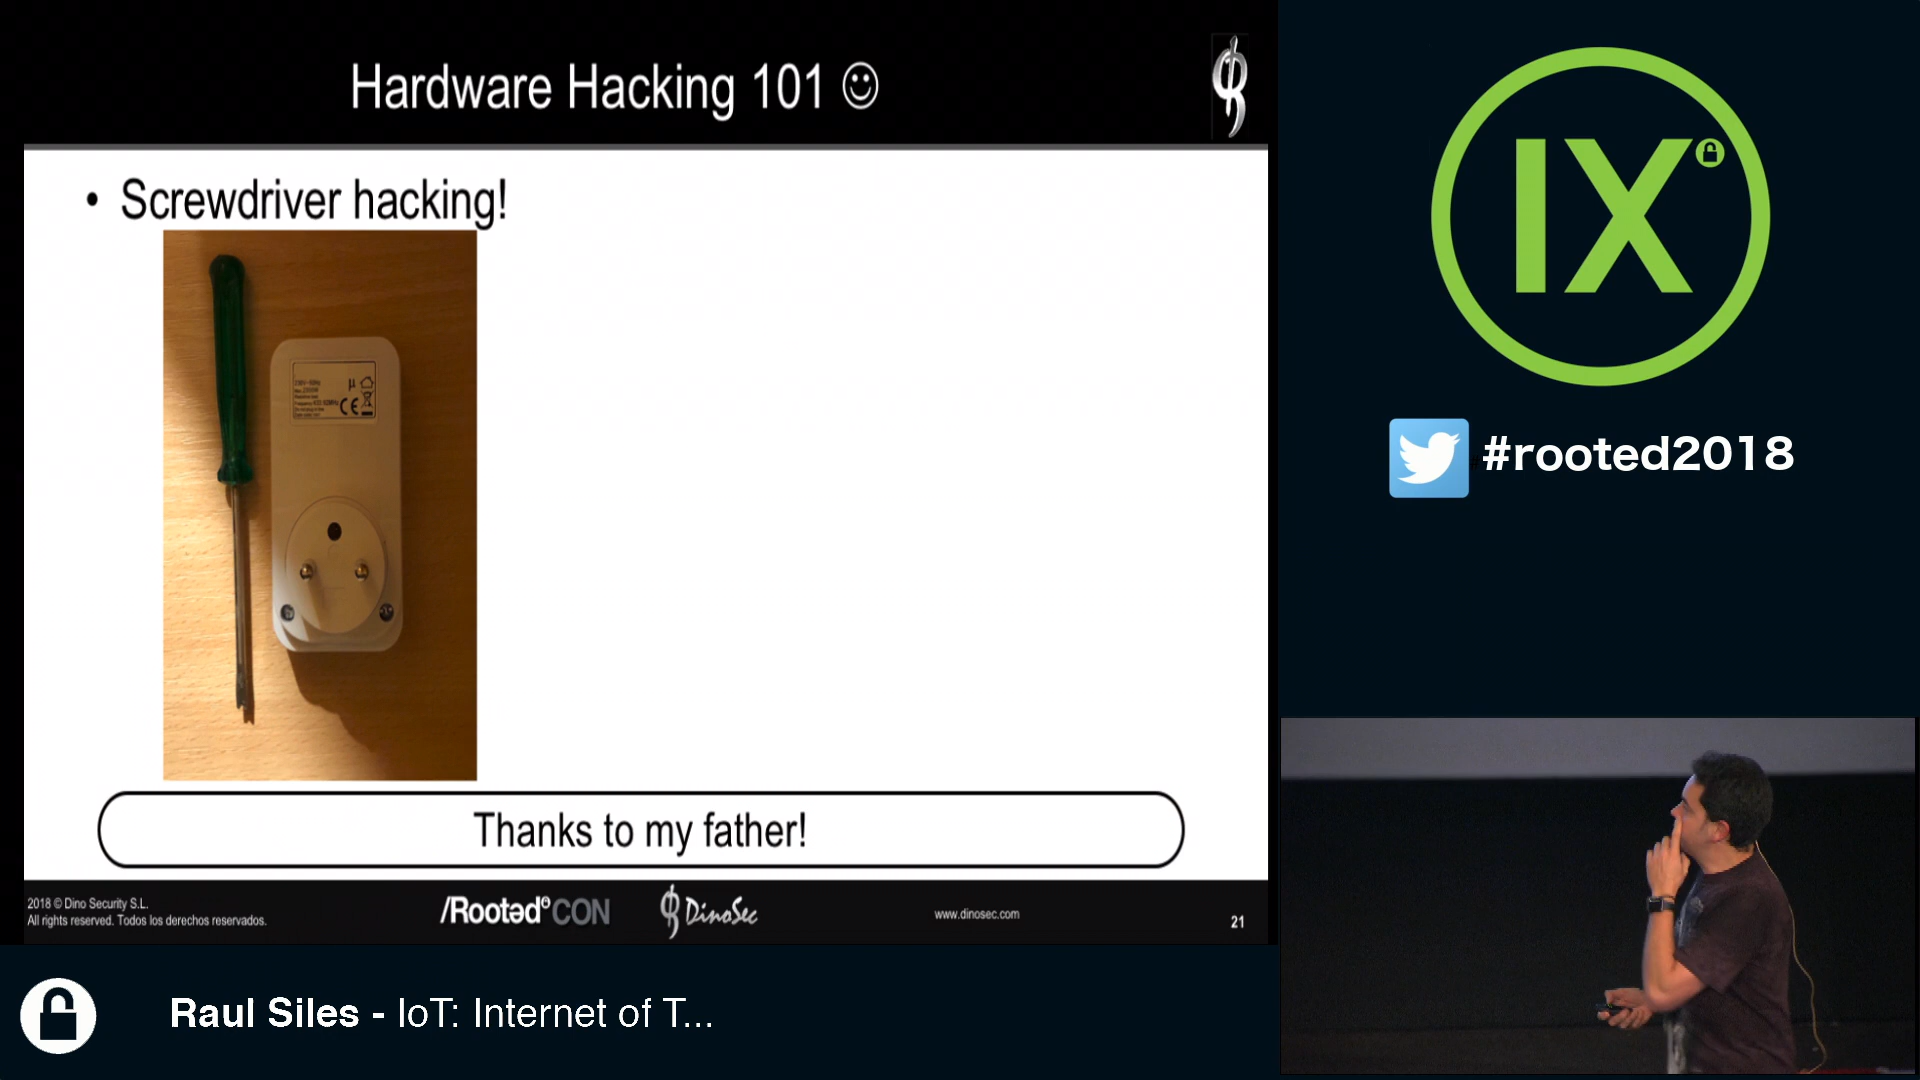 Hardware Hacking 101 ☺
IX
• Screwdriver hacking!
CE
#rooted2018
Thanks to my father!
2018 © Dino Security S.L.
All rights reserved. Todos los derechos reservados.
/Rooted CON
DinoSec
www.dinosec.com
21
Raul Siles - IoT: Internet of T...